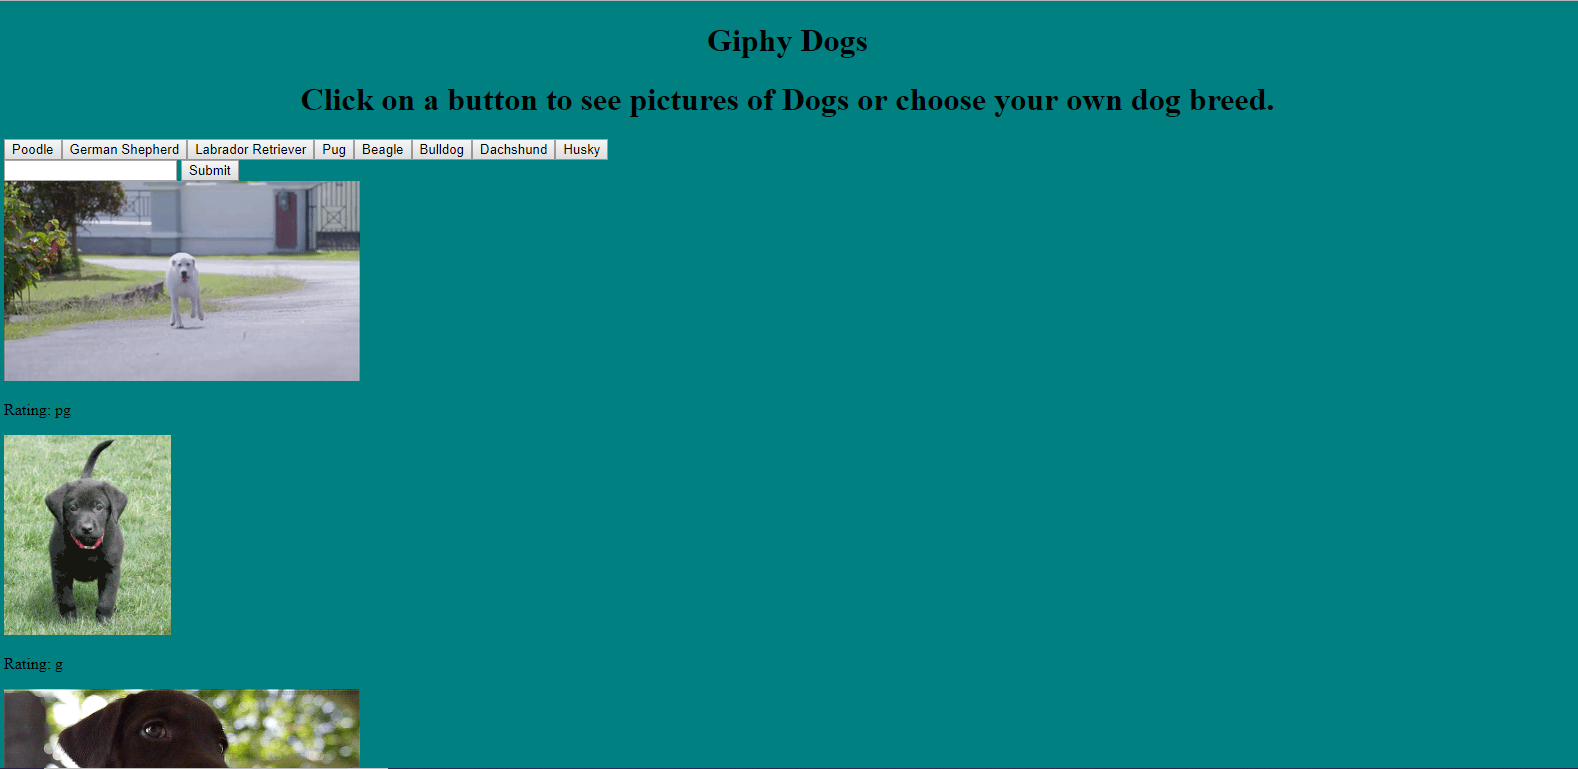 Giphy Dogs
Click on a button to see pictures of Dogs or choose your own dog breed.
Poodle German Shepherd Labrador Retriever Pug Beagle Bulldog Dachshund Husky
Submit
Rating: pg
Rating: g